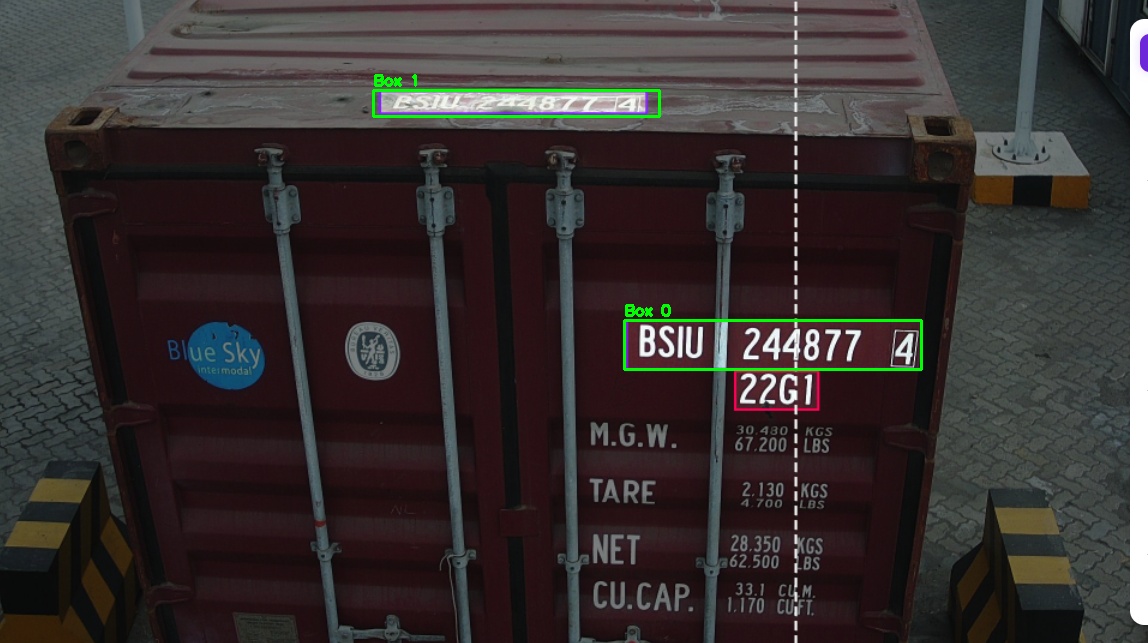 Box 1
BSIU 244877 4
Box 0
BSIU 244877 4
22G1
Blue Sky
intermodal
M.G.W. 30.480 KGS
67.200 LBS
TARE 2.130 KGS
4.700 LBS
NET 28.350 KGS
62.500 LBS
CU.CAP. 33.1 CU.M.
1.170 CU.FT.
NL